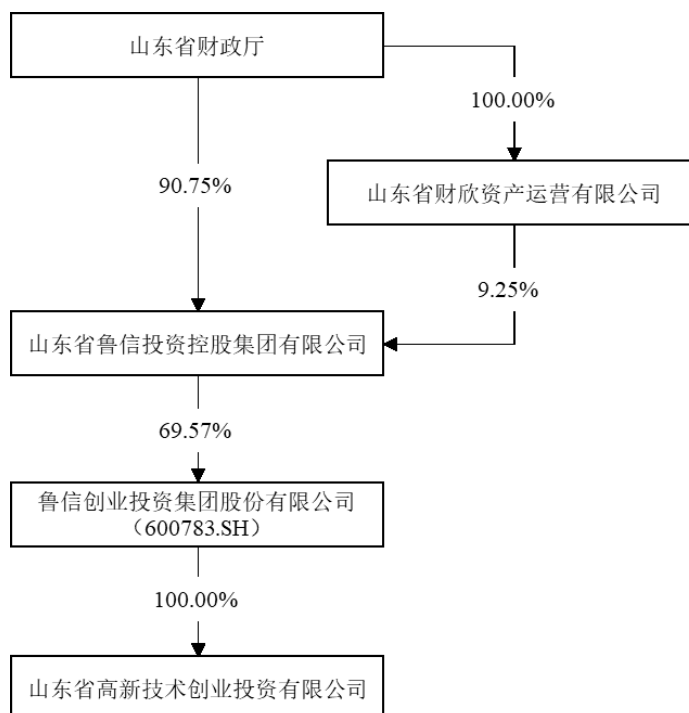 山东省财政厅
100.00%
90.75%
山东省财欣资产运营有限公司
9.25%
山东省鲁信投资控股集团有限公司
69.57%
鲁信创业投资集团股份有限公司
（600783.SH）
100.00%
山东省高新技术创业投资有限公司